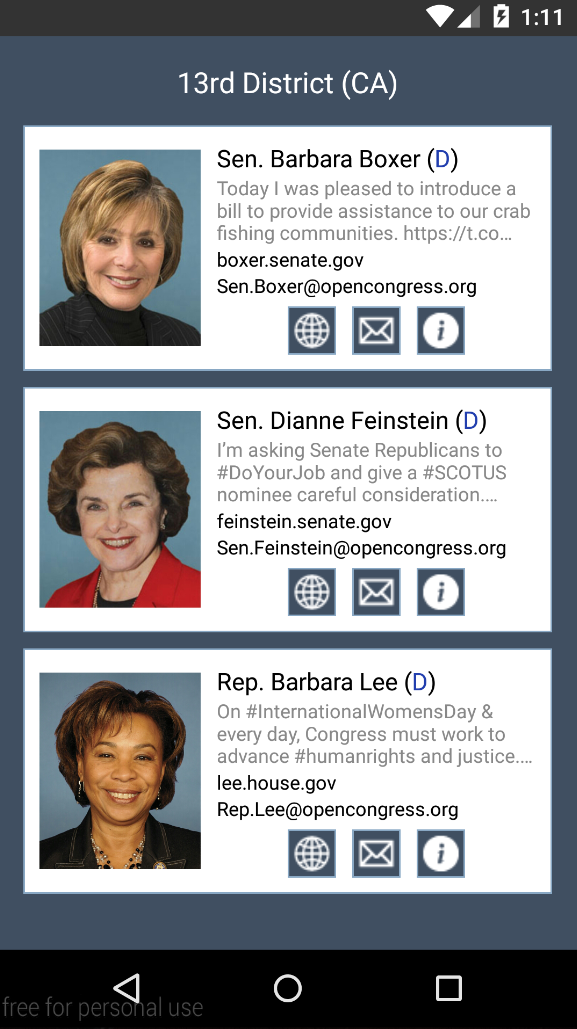 1:11
13rd District (CA)
Sen. Barbara Boxer (D)
Today I was pleased to introduce a
bill to provide assistance to our crab
fishing communities. https://t.co…
boxer.senate.gov
Sen.Boxer@opencongress.org
Sen. Dianne Feinstein (D)
I’m asking Senate Republicans to
#DoYourJob and give a #SCOTUS
nominee careful consideration.…
feinstein.senate.gov
Sen.Feinstein@opencongress.org
Rep. Barbara Lee (D)
On #InternationalWomensDay &
every day, Congress must work to
advance #humanrights and justice.…
lee.house.gov
Rep.Lee@opencongress.org
free for personal use